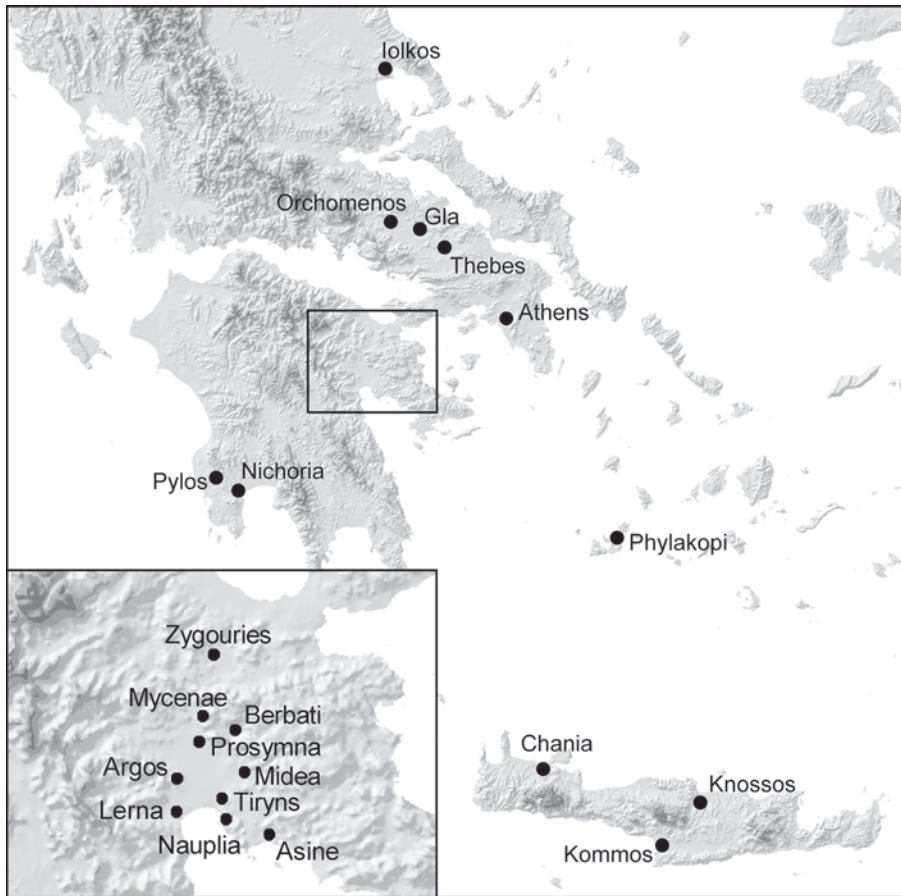 Iolkos
Orchomenos
Gla
Thebes
Athens
Pylos
Nichoria
Phylakopi
Zygouries
Mycenae
Berbati
Prosymna
Argos
Midea
Tiryns
Lerna
Nauplia
Asine
Chania
Knossos
Kommos